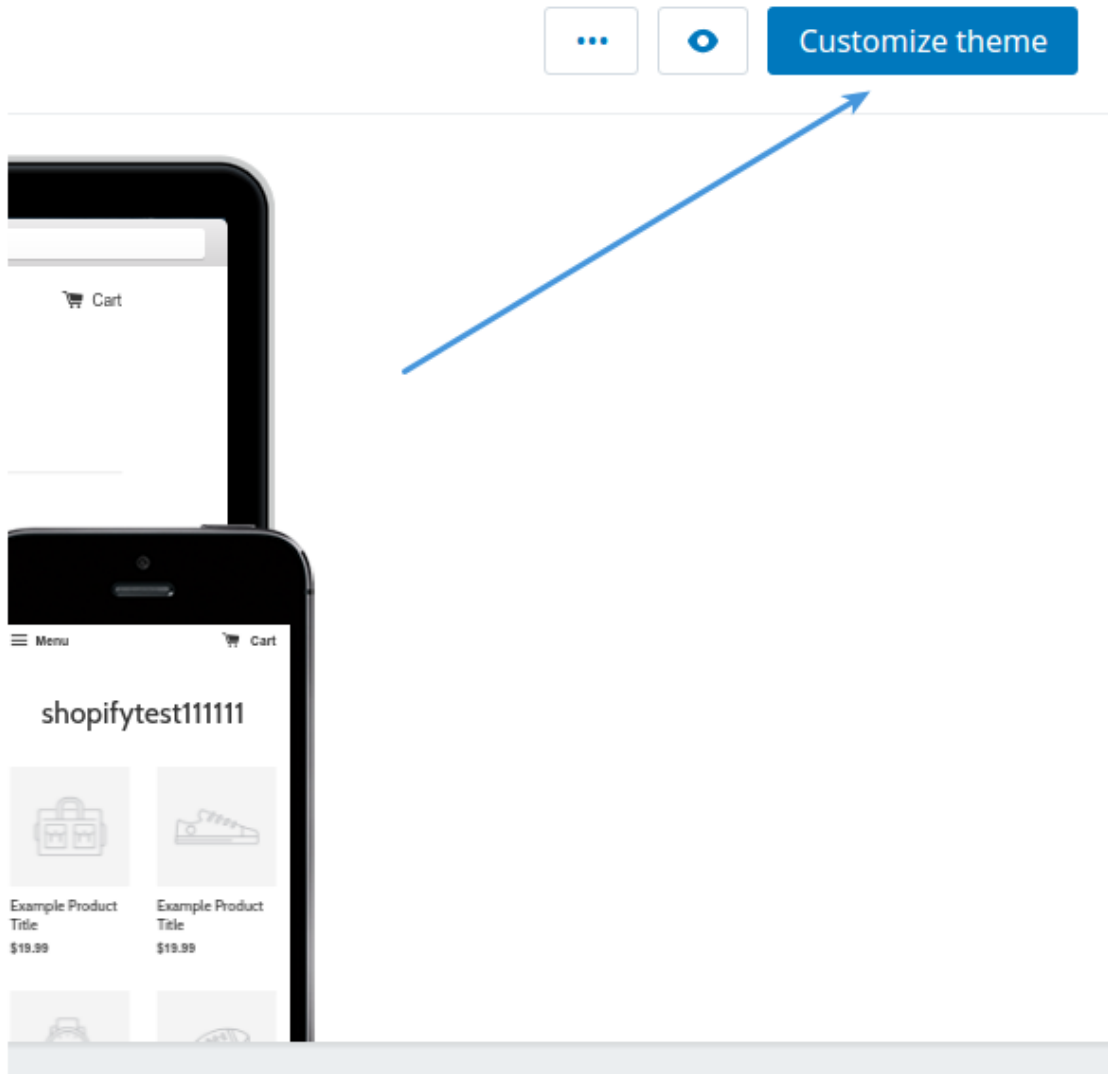 Customize theme
Cart
Menu
Cart
shopifytest111111
Example Product
Title
$19.99
Example Product
Title
$19.99